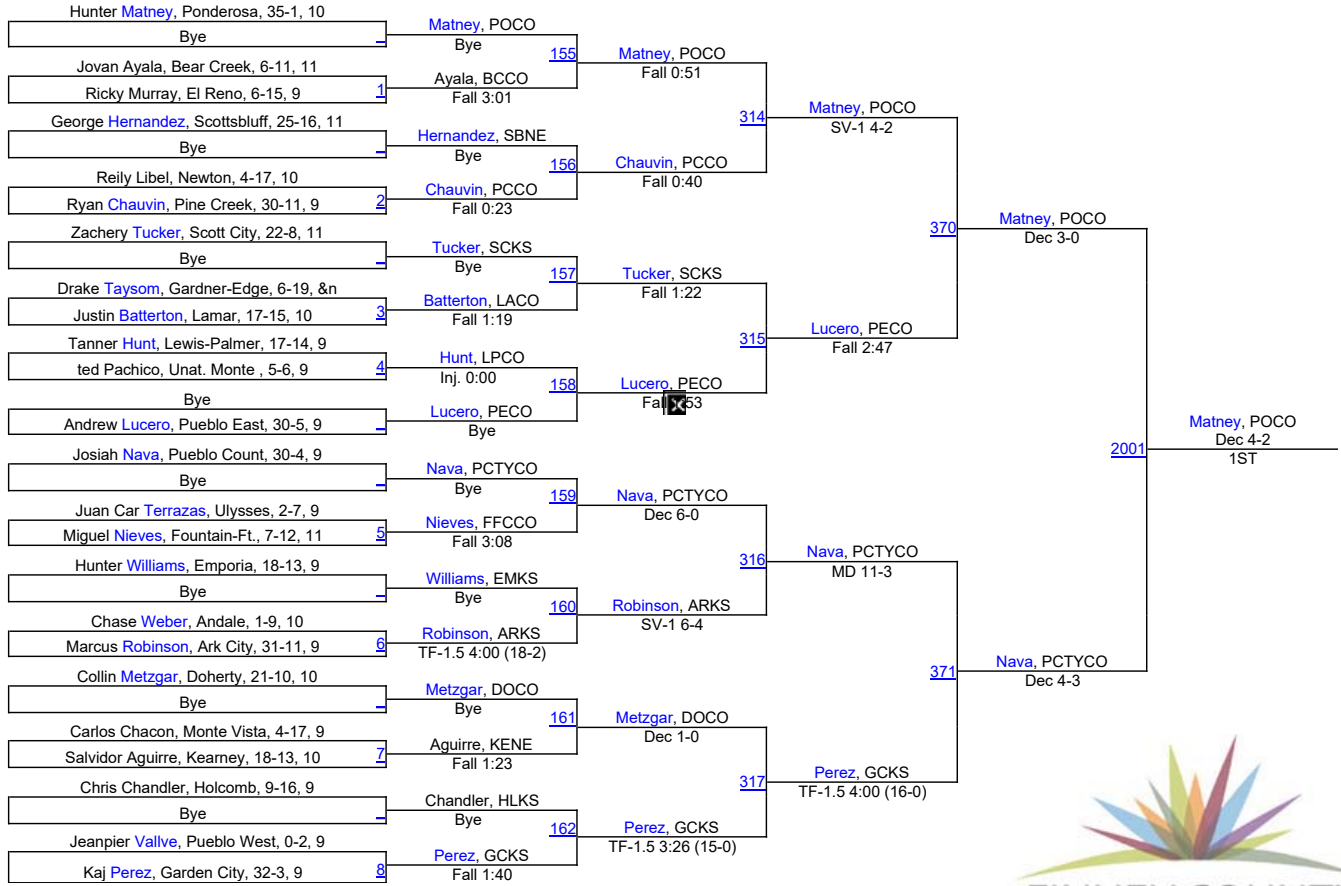 Hunter Matney, Ponderosa, 35-1, 10
Bye
Jovan Ayala, Bear Creek, 6-11, 11
1
Ricky Murray, El Reno, 6-15, 9
George Hernandez, Scottsbluff, 25-16, 11
Bye
Reily Libel, Newton, 4-17, 10
2
Ryan Chauvin, Pine Creek, 30-11, 9
Zachery Tucker, Scott City, 22-8, 11
Bye
Drake Taysom, Gardner-Edge, 6-19, &n
3
Justin Batterton, Lamar, 17-15, 10
Tanner Hunt, Lewis-Palmer, 17-14, 9
4
ted Pachico, Unat. Monte , 5-6, 9
Bye
Andrew Lucero, Pueblo East, 30-5, 9
Josiah Nava, Pueblo Count, 30-4, 9
Bye
Juan Car Terrazas, Ulysses, 2-7, 9
5
Miguel Nieves, Fountain-Ft., 7-12, 11
Hunter Williams, Emporia, 18-13, 9
Bye
Chase Weber, Andale, 1-9, 10
6
Marcus Robinson, Ark City, 31-11, 9
Collin Metzgar, Doherty, 21-10, 10
Bye
Carlos Chacon, Monte Vista, 4-17, 9
7
Salvidor Aguirre, Kearney, 18-13, 10
Chris Chandler, Holcomb, 9-16, 9
Bye
Jeanpier Vallve, Pueblo West, 0-2, 9
8
Kaj Perez, Garden City, 32-3, 9
Matney, POCO
Bye
155
Ayala, BCCO
Fall 3:01
Hernandez, SBNE
Bye
156
Chauvin, PCCO
Fall 0:23
Tucker, SCKS
Bye
157
Batterton, LACO
Fall 1:19
Hunt, LPCO
Inj. 0:00
158
Lucero, PECO
Bye
Nava, PCTYCO
Bye
159
Nieves, FFCCO
Fall 3:08
Williams, EMKS
Bye
160
Robinson, ARKS
TF-1.5 4:00 (18-2)
Metzgar, DOCO
Bye
161
Aguirre, KENE
Fall 1:23
Chandler, HLKS
Bye
162
Perez, GCKS
Fall 1:40
Matney, POCO
Fall 0:51
314
Chauvin, PCCO
Fall 0:40
Tucker, SCKS
Fall 1:22
315
Lucero, PECO
53
Nava, PCTYCO
Dec 6-0
316
Robinson, ARKS
SV-1 6-4
Metzgar, DOCO
Dec 1-0
317
Perez, GCKS
TF-1.5 3:26 (15-0)
Matney, POCO
SV-1 4-2
370
Lucero, PECO
Fall 2:47
Nava, PCTYCO
MD 11-3
371
Perez, GCKS
TF-1.5 4:00 (16-0)
Matney, POCO
Dec 3-0
2001
Nava, PCTYCO
Dec 4-3
Matney, POCO
Dec 4-2
1ST